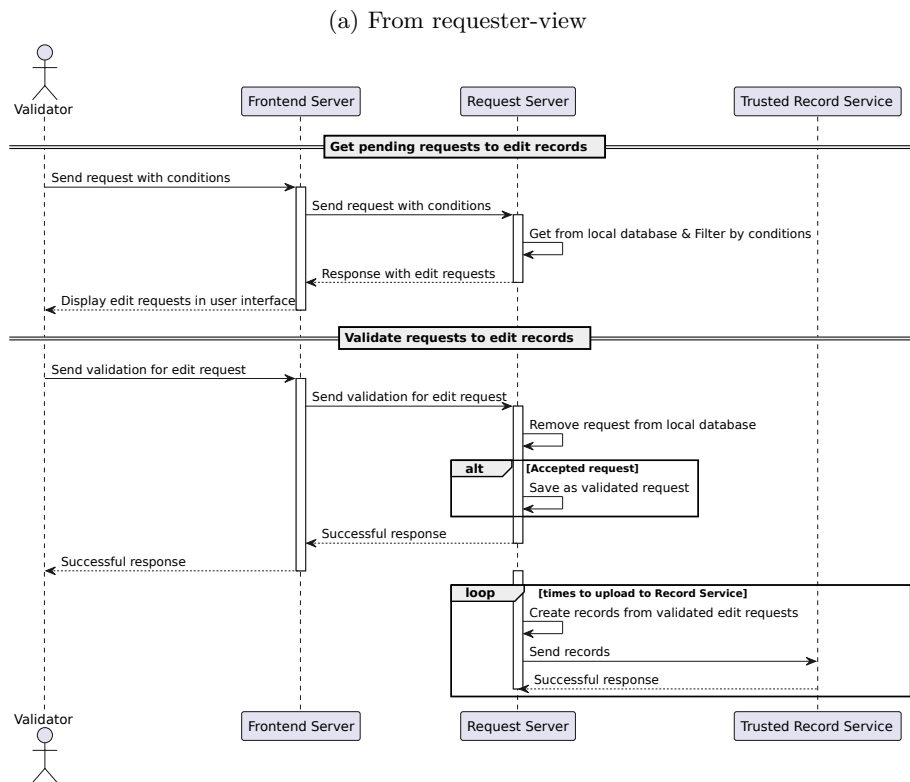 (a) From requester-view
Validator
Frontend Server
Request Server
Trusted Record Service
Get pending requests to edit records
Send request with conditions
Send request with conditions
Get from local database & Filter by conditions
Response with edit requests
Display edit requests in user interface
Validate requests to edit records
Send validation for edit request
Send validation for edit request
Remove request from local database
alt [Accepted request]
Save as validated request
Successful response
Successful response
loop [times to upload to Record Service]
Create records from validated edit requests
Send records
Successful response
Validator
Frontend Server
Request Server
Trusted Record Service